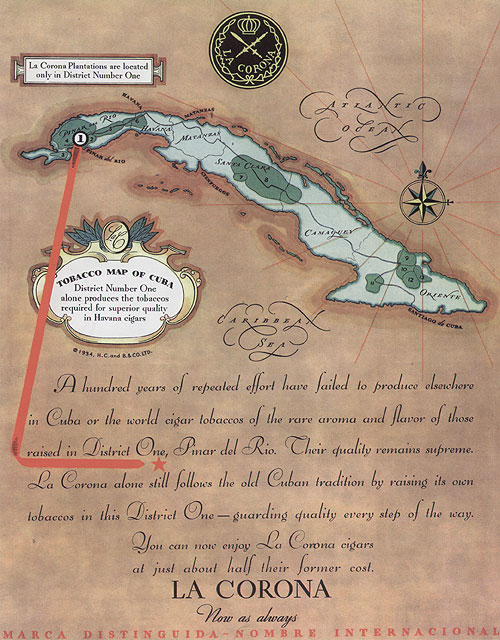 LA CORONA
La Corona Plantations are located
only in District Number One
ATLANTIC
OCEAN
HAVANA
MATANZAS
PINAR DEL RIO
HAVANA
MATANZAS
1
PINAR DEL RIO
SANTA CLARA
7
8
CIENFUEGOS
CAMAGUEY
9
10
12
11
ORIENTE
SANTIAGO DE CUBA
TOBACCO MAP OF CUBA
District Number One
alone produces the tobaccos
required for superior quality
in Havana cigars
© 1934, H.C. and B.& CO. LTD.
CARIBBEAN
SEA
A hundred years of repeated effort have failed to produce elsewhere
in Cuba or the world cigar tobaccos of the rare aroma and flavor of those
raised in District One, Pinar del Rio. Their quality remains supreme.
La Corona alone still follows the old Cuban tradition by raising its own
tobaccos in this District One — guarding quality every step of the way.
You can now enjoy La Corona cigars
at just about half their former cost.
LA CORONA
Now as always
MARCA DISTINGUIDA~NOMBRE INTERNACIONAL